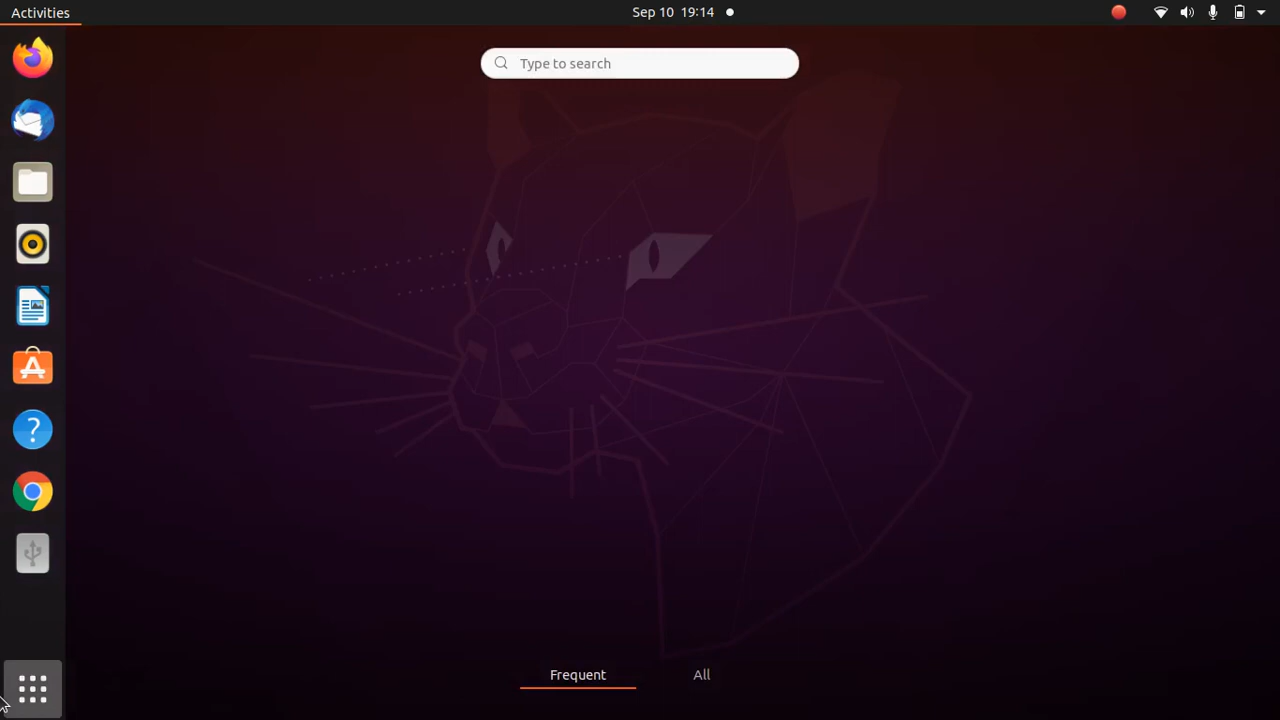 Activities
Sep 10 19:14
Type to search
?
Frequent
All